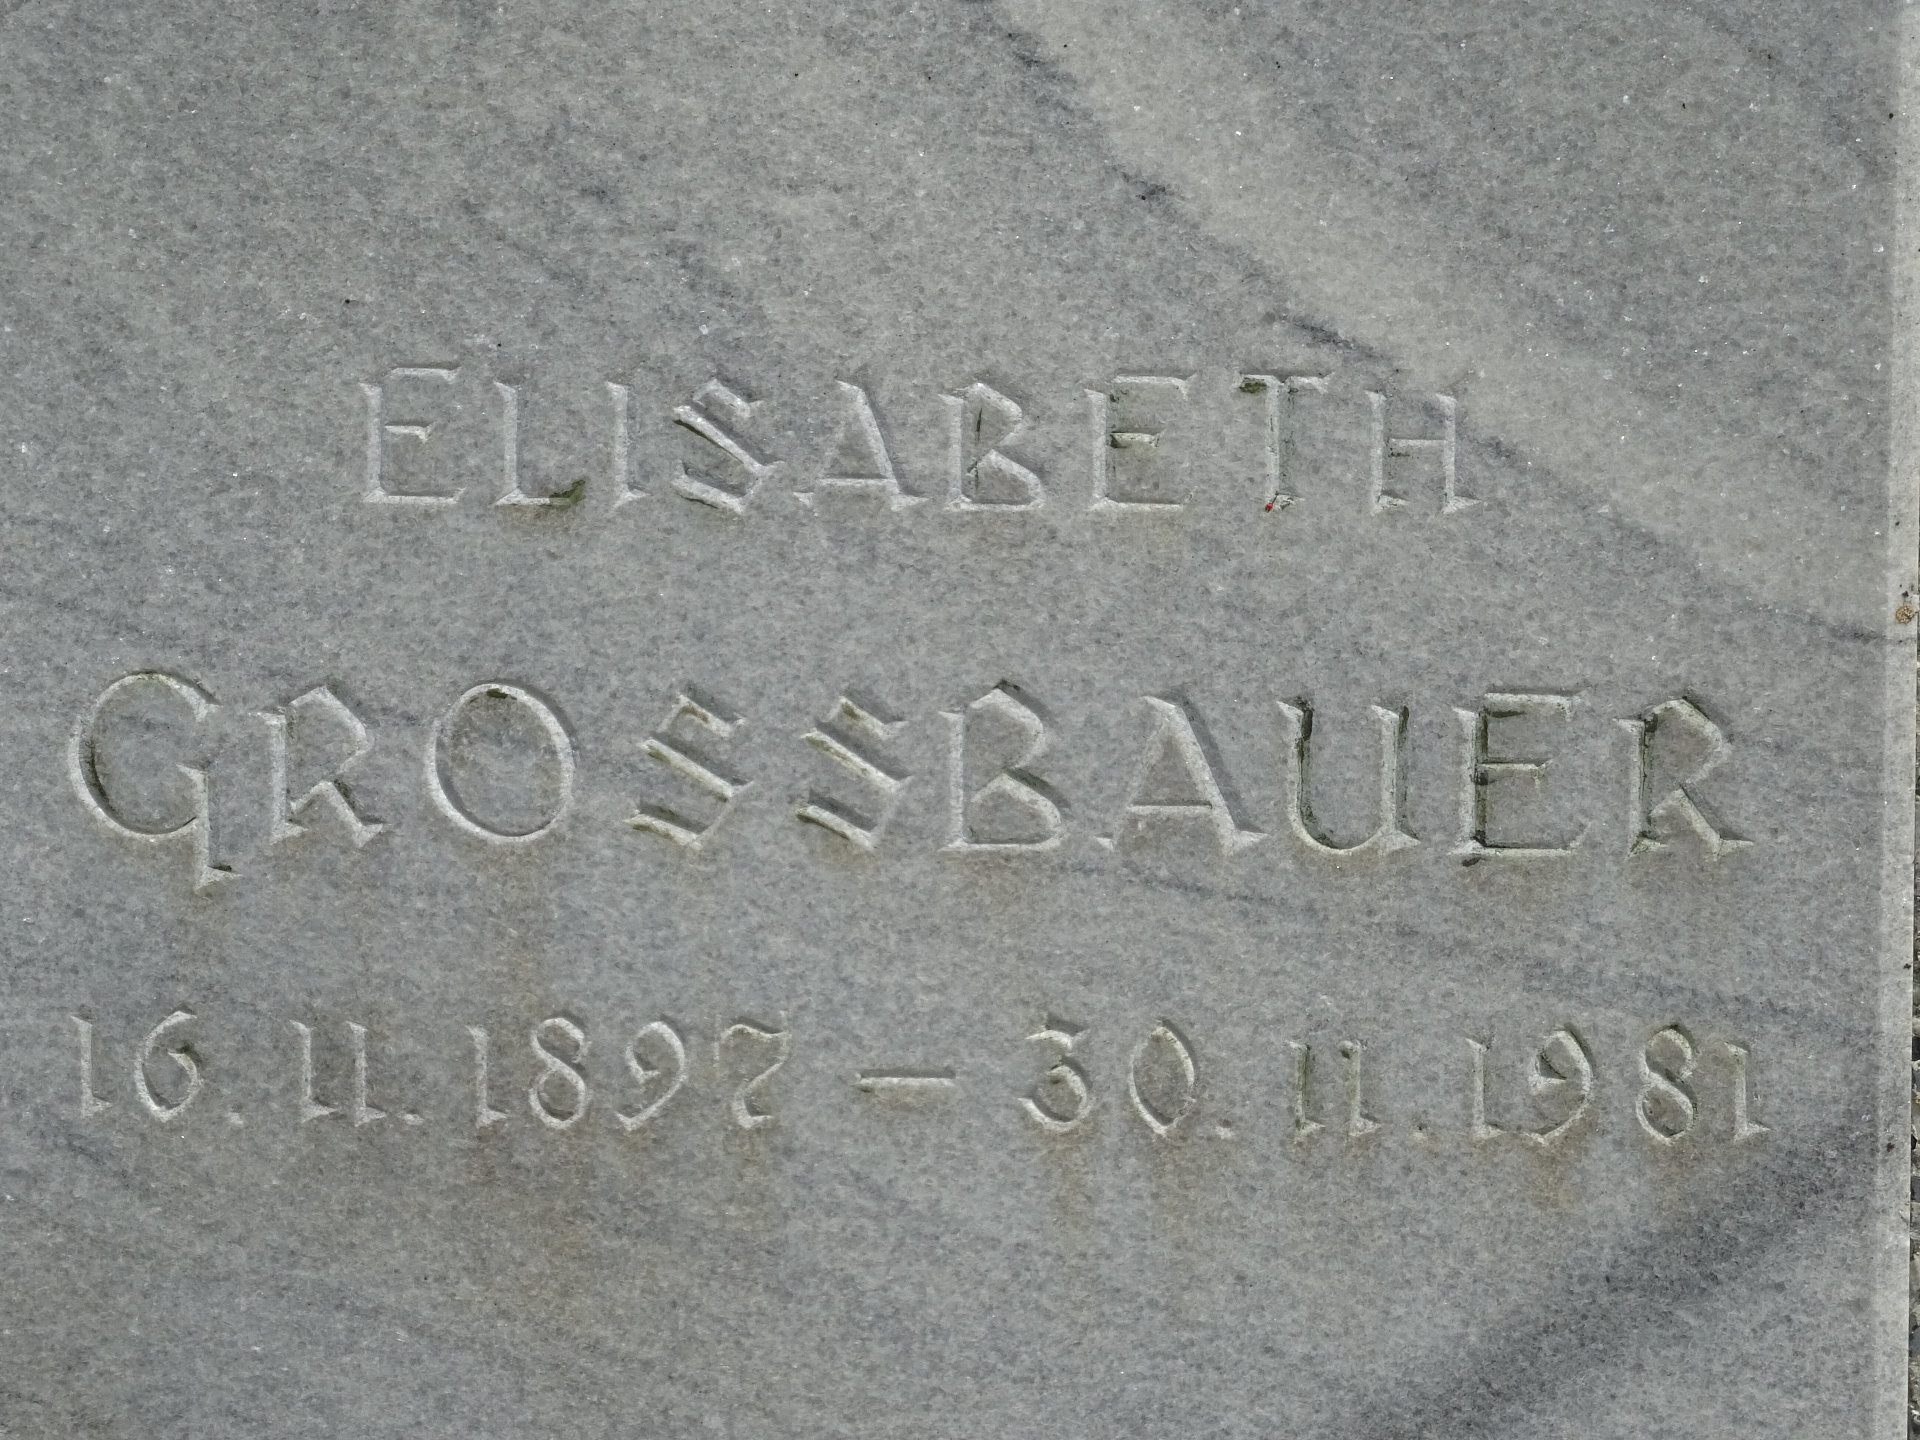 ELISABETH
GROSSBAUER
16.11.1897 – 30.11.1981